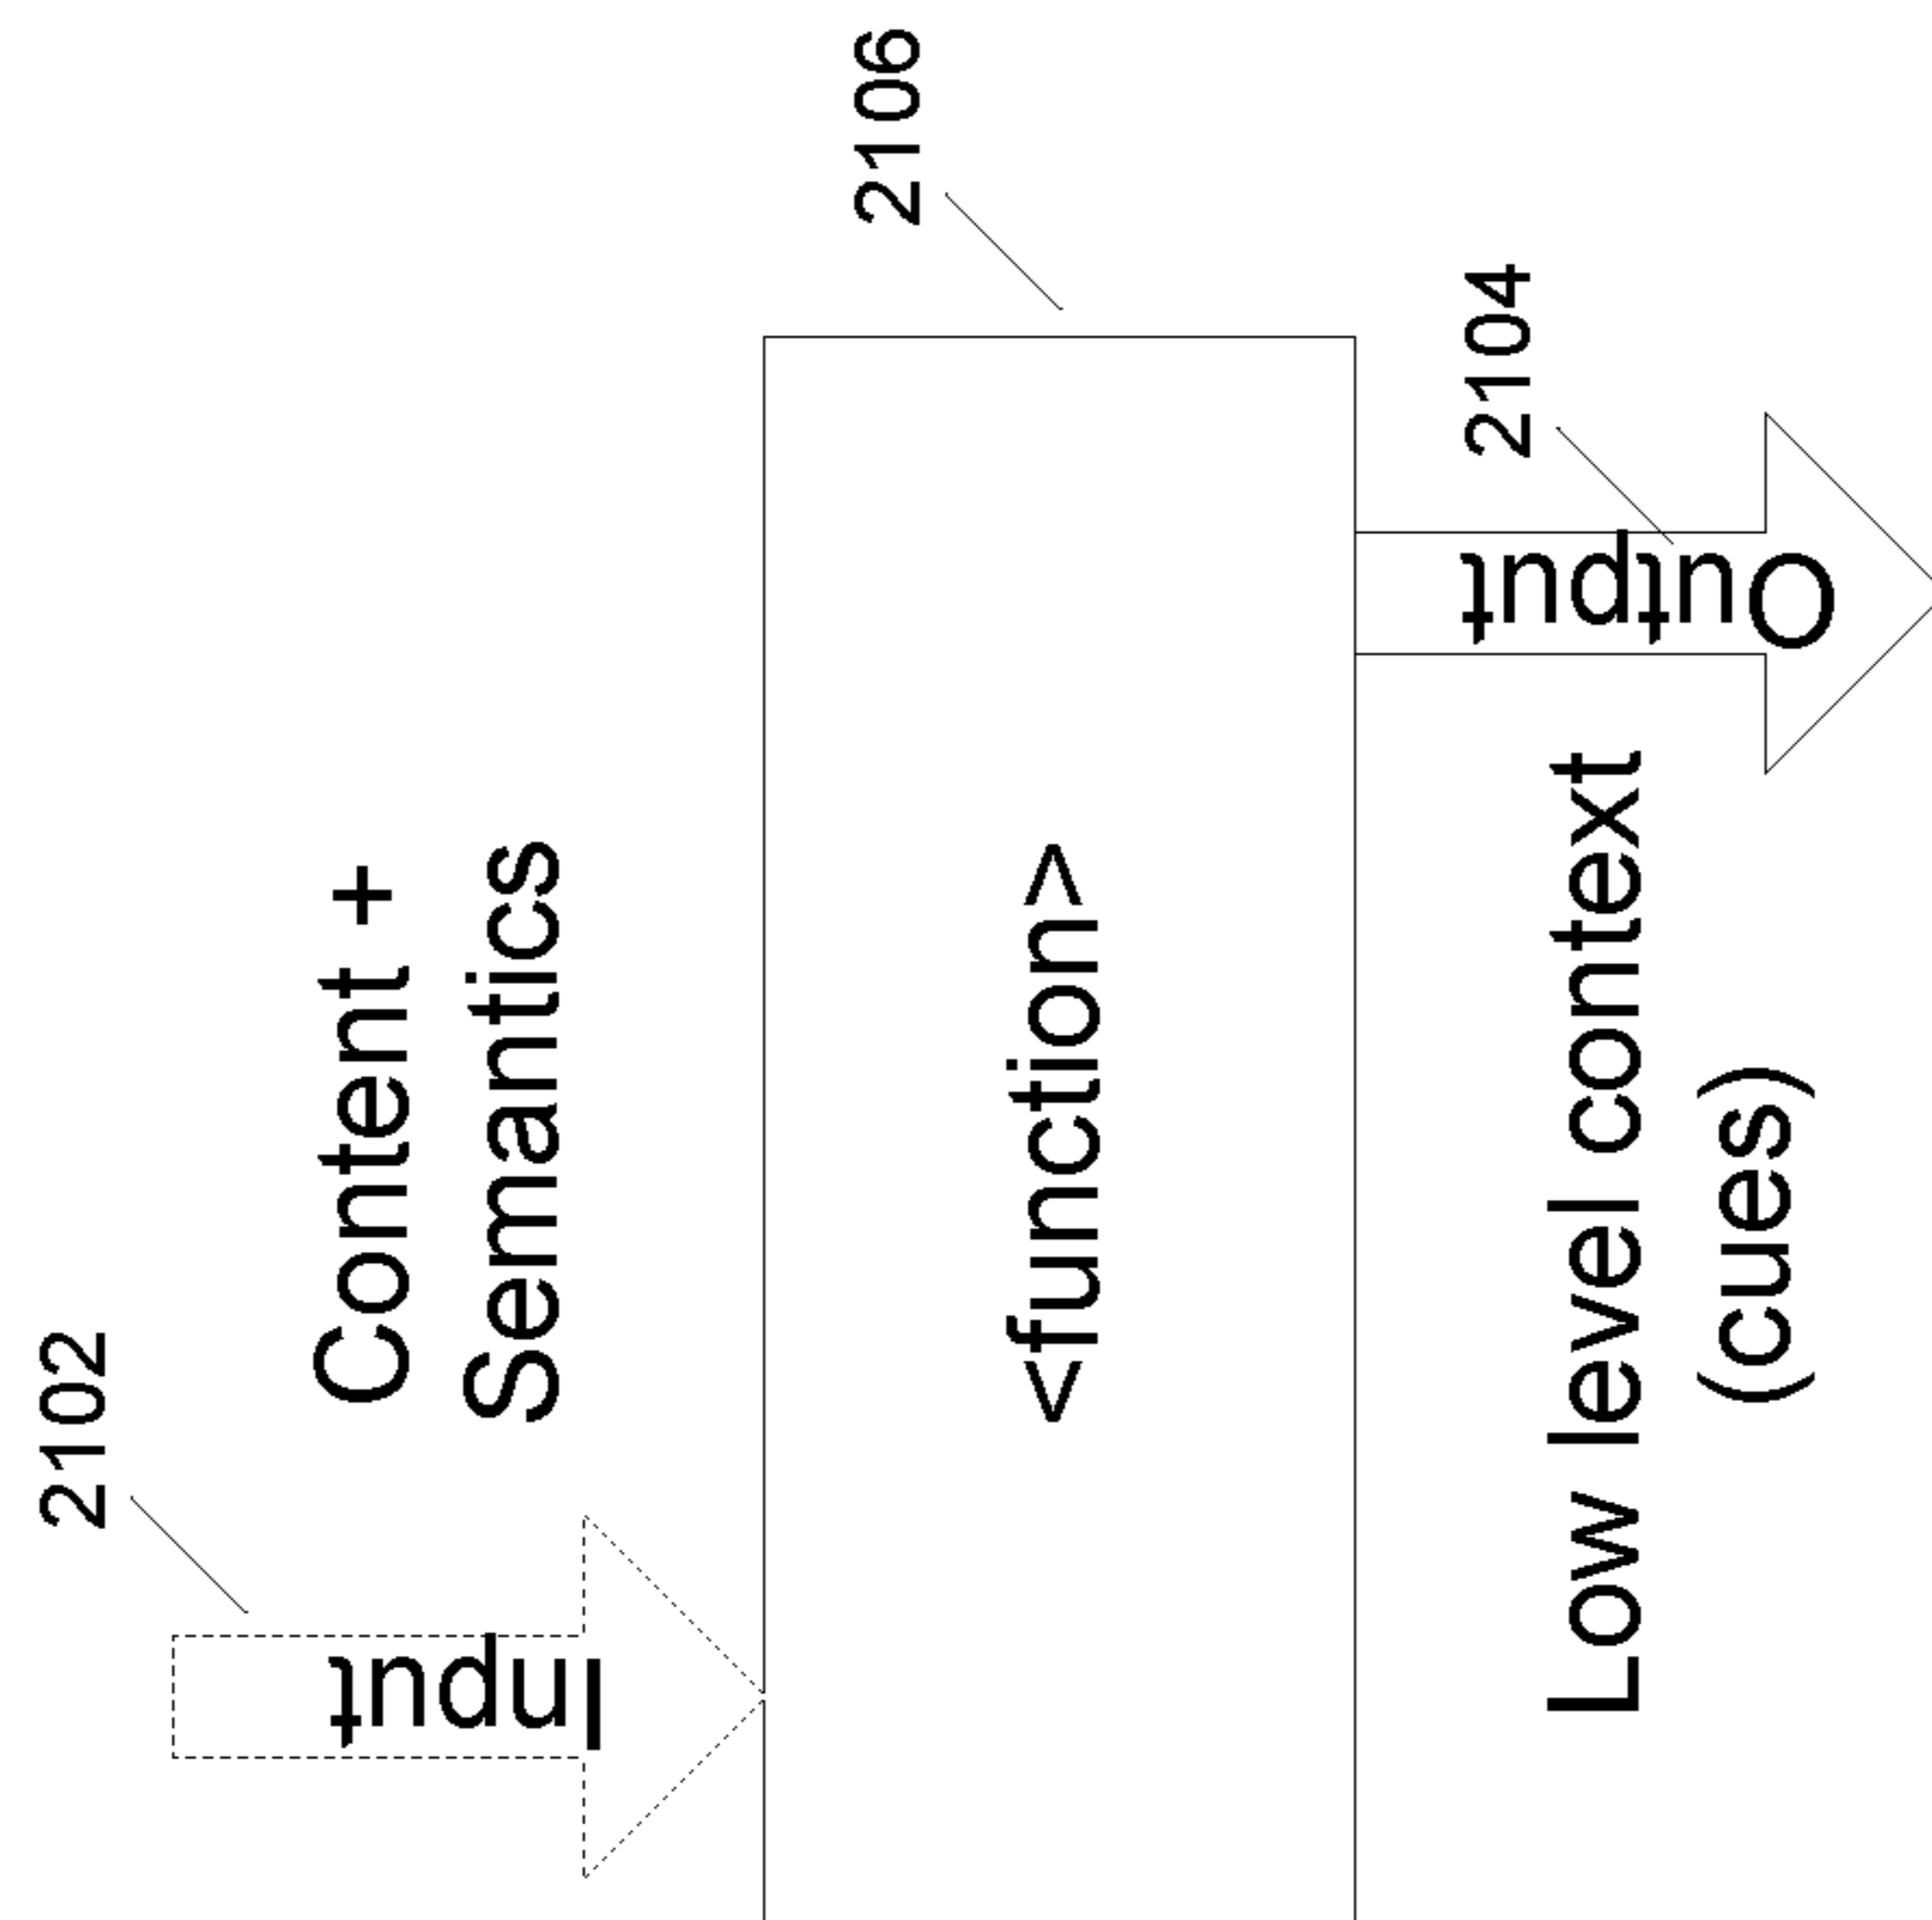 2102
Content +
Semantics
Input
2106
<function>
2104
Output
Low level context
(cues)